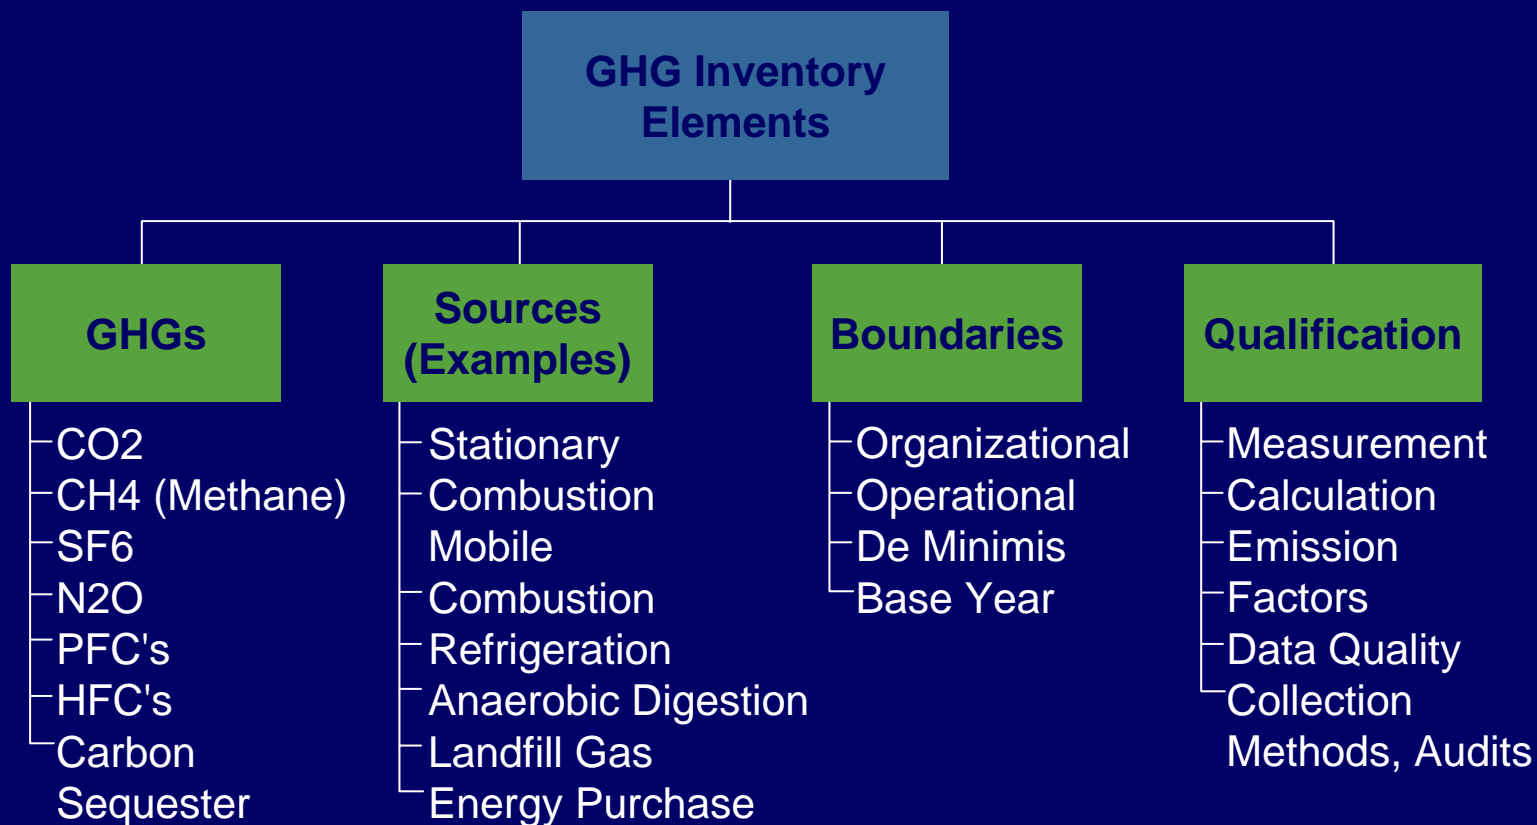 GHG Inventory
Elements
GHGs
CO2
CH4 (Methane)
SF6
N2O
PFC's
HFC's
Carbon
Sequester
Sources
(Examples)
Stationary
Combustion
Mobile
Combustion
Refrigeration
Anaerobic Digestion
Landfill Gas
Energy Purchase
Boundaries
Organizational
Operational
De Minimis
Base Year
Qualification
Measurement
Calculation
Emission
Factors
Data Quality
Collection
Methods, Audits